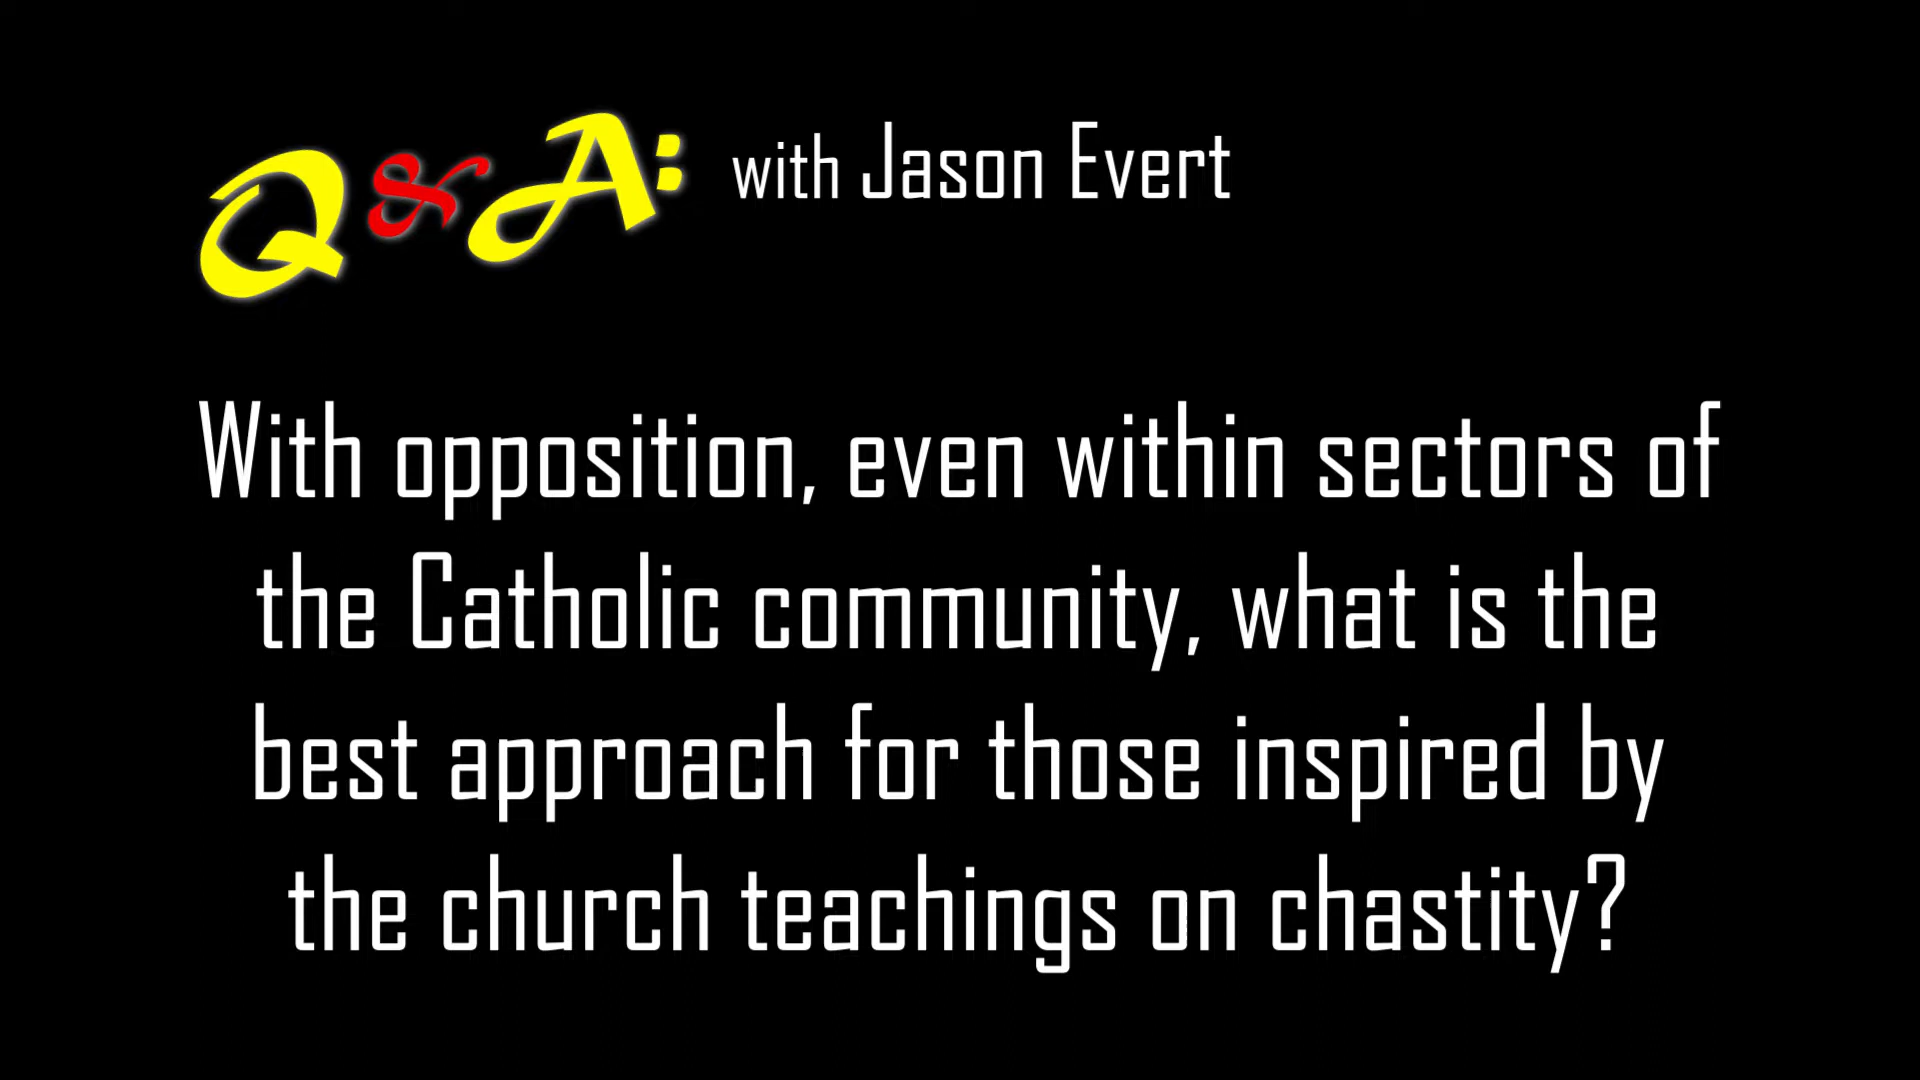 Q&A: with Jason Evert
With opposition, even within sectors of
the Catholic community, what is the
best approach for those inspired by
the church teachings on chastity?